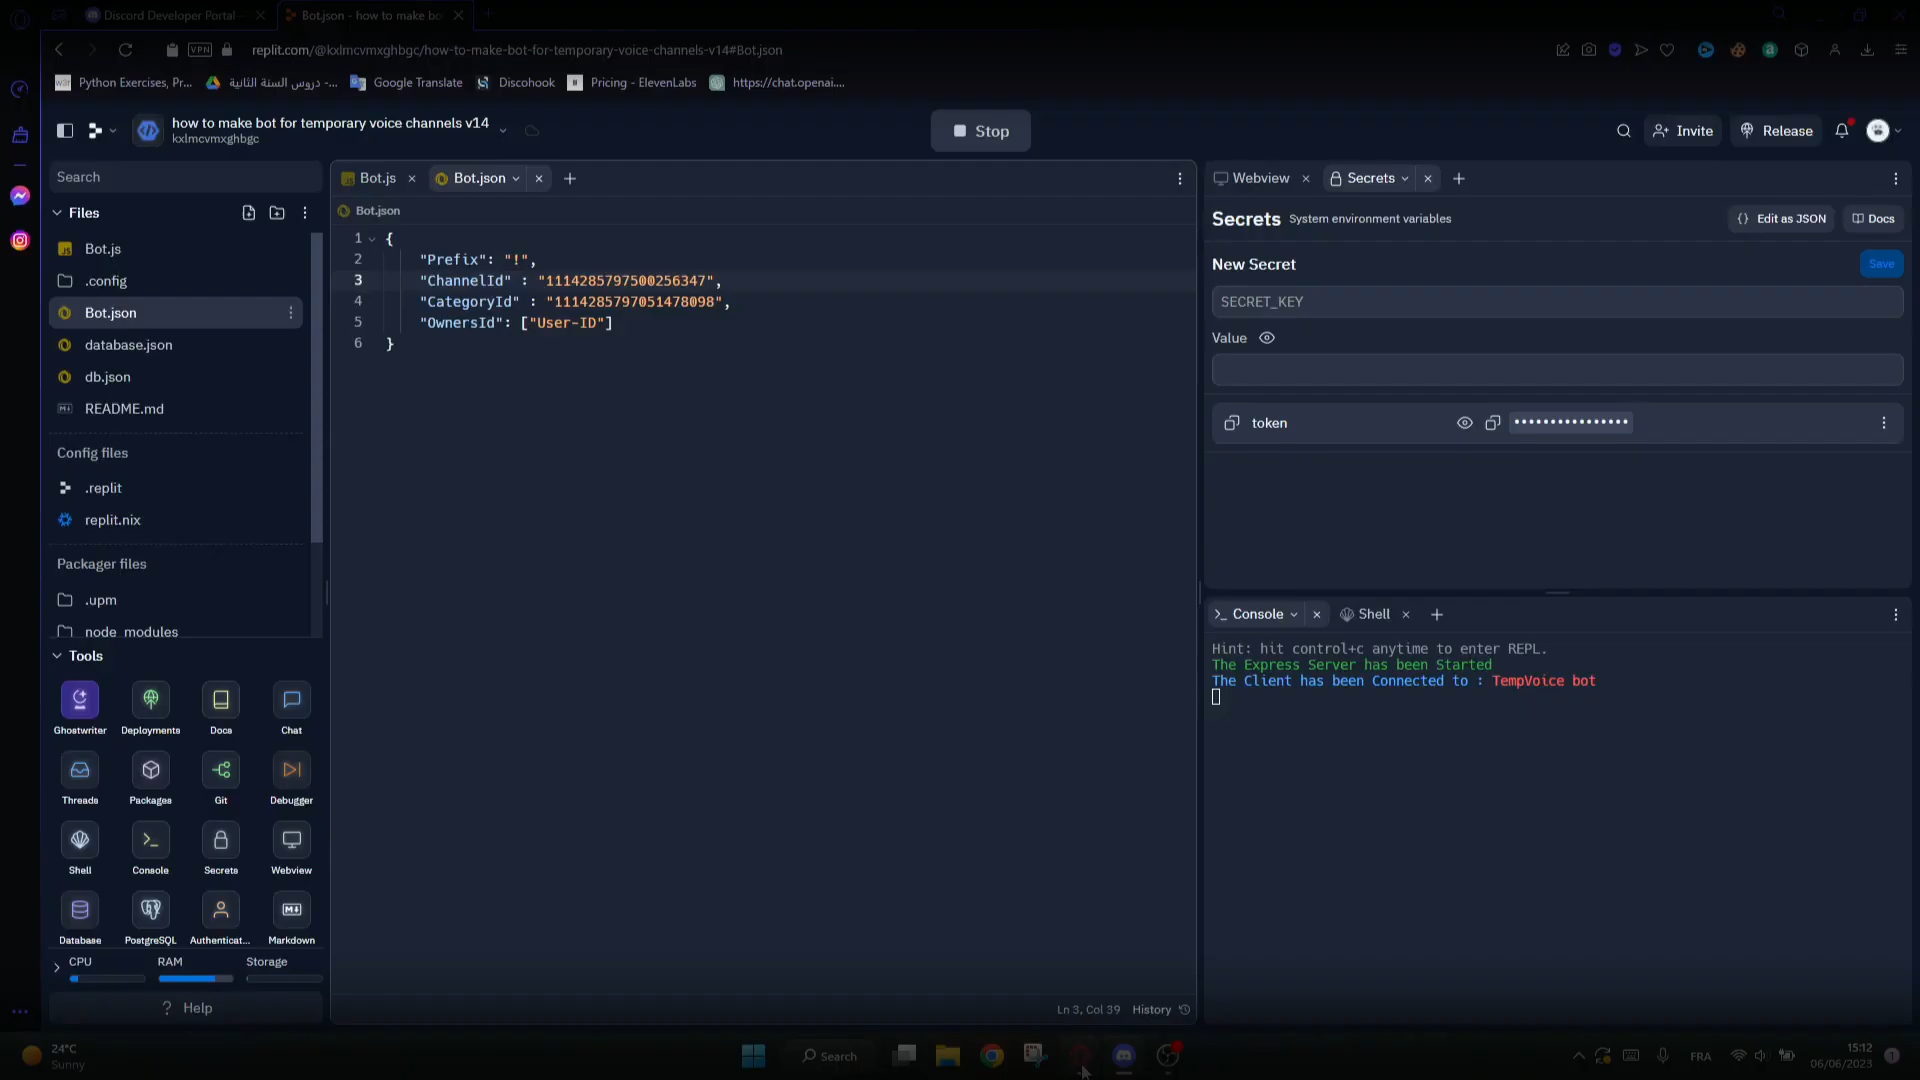 Discord Developer Portal -
Bot.json - how to make bo
VPN
replit.com/@kxlmcvmxghbgc/how-to-make-bot-for-temporary-voice-channels-v14#Bot.json
Python Exercises, Pr...
دروس السنة الثانية -...
Google Translate
Discohook
Pricing - ElevenLabs
https://chat.openai....
how to make bot for temporary voice channels v14
kxlmcvmxghbgc
Stop
Invite
Release
Search
Files
Bot.js
.config
Bot.json
database.json
db.json
README.md
Config files
.replit
replit.nix
Packager files
.upm
node_modules
Tools
Ghostwriter
Deployments
Docs
Chat
Threads
Packages
Git
Debugger
Shell
Console
Secrets
Webview
Database
PostgreSQL
Authenticat...
Markdown
CPU
RAM
Storage
? Help
Bot.js
Bot.json
Bot.json
1 {
2 "Prefix": "!",
3 "ChannelId" : "1114285797500256347",
4 "CategoryId" : "1114285797051478098",
5 "OwnersId": ["User-ID"]
6 }
Ln 3, Col 39 History
Webview
Secrets
Secrets System environment variables
{} Edit as JSON
Docs
New Secret
Save
SECRET_KEY
Value
token
••••••••••••••••
Console
Shell
Hint: hit control+c anytime to enter REPL.
The Express Server has been Started
The Client has been Connected to : TempVoice bot
24°C
Sunny
Search
FRA
15:12
06/06/2023
1